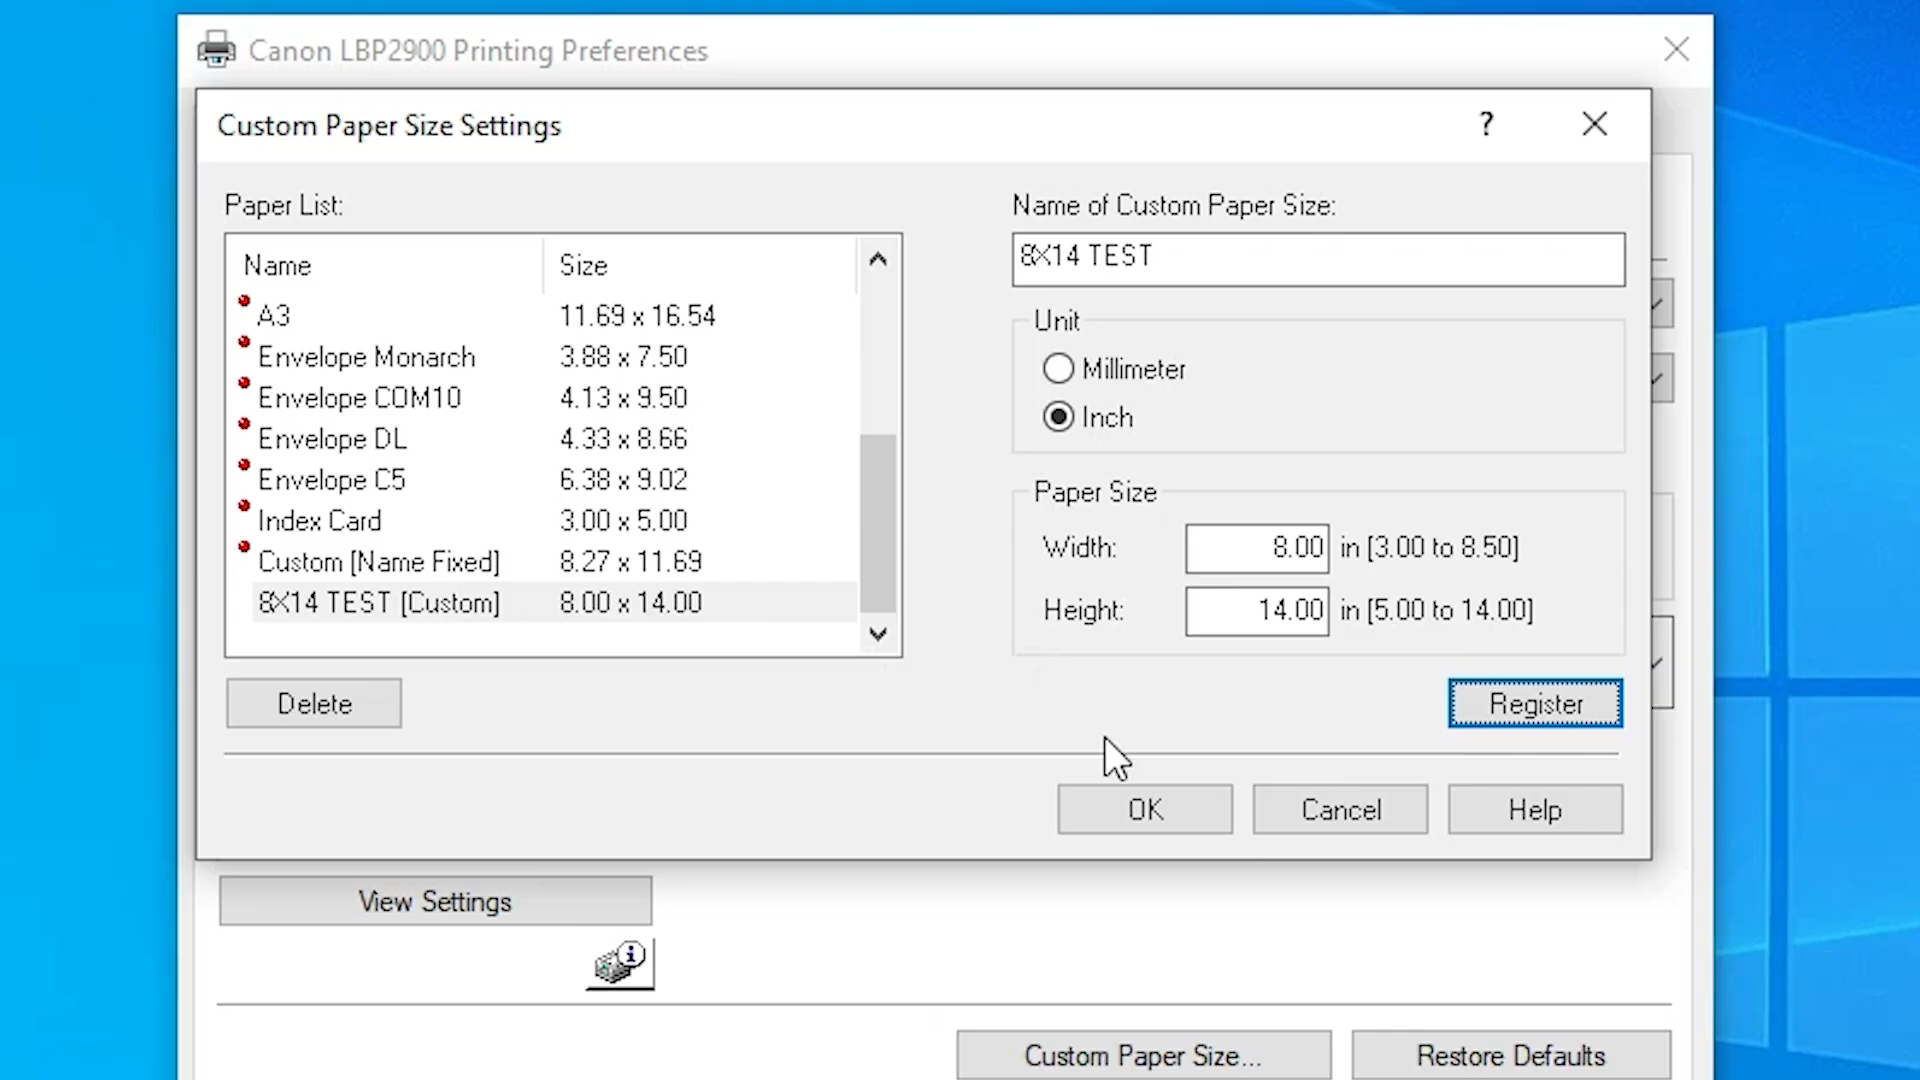 Canon LBP2900 Printing Preferences
Custom Paper Size Settings
?
Paper List:
Name Size
A3 11.69 x 16.54
Envelope Monarch 3.88 x 7.50
Envelope COM10 4.13 x 9.50
Envelope DL 4.33 x 8.66
Envelope C5 6.38 x 9.02
Index Card 3.00 x 5.00
Custom [Name Fixed] 8.27 x 11.69
8X14 TEST [Custom] 8.00 x 14.00
Delete
Name of Custom Paper Size:
8X14 TEST
Unit
Millimeter
Inch
Paper Size
Width: 8.00 in [3.00 to 8.50]
Height: 14.00 in [5.00 to 14.00]
Register
OK Cancel Help
View Settings
Custom Paper Size... Restore Defaults